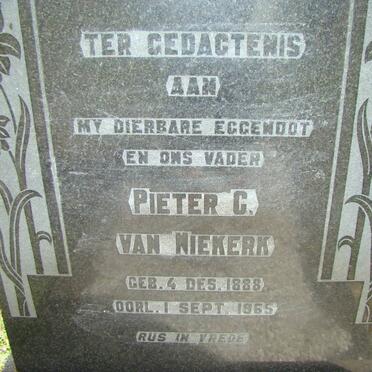 TER GEDAGTENIS
AAN
MY DIERBARE EGGENOOT
EN ONS VADER
PIETER G.
VAN NIEKERK
GEB. 4 DES. 1888
OORL. 1 SEPT. 1965
RUS IN VREDE